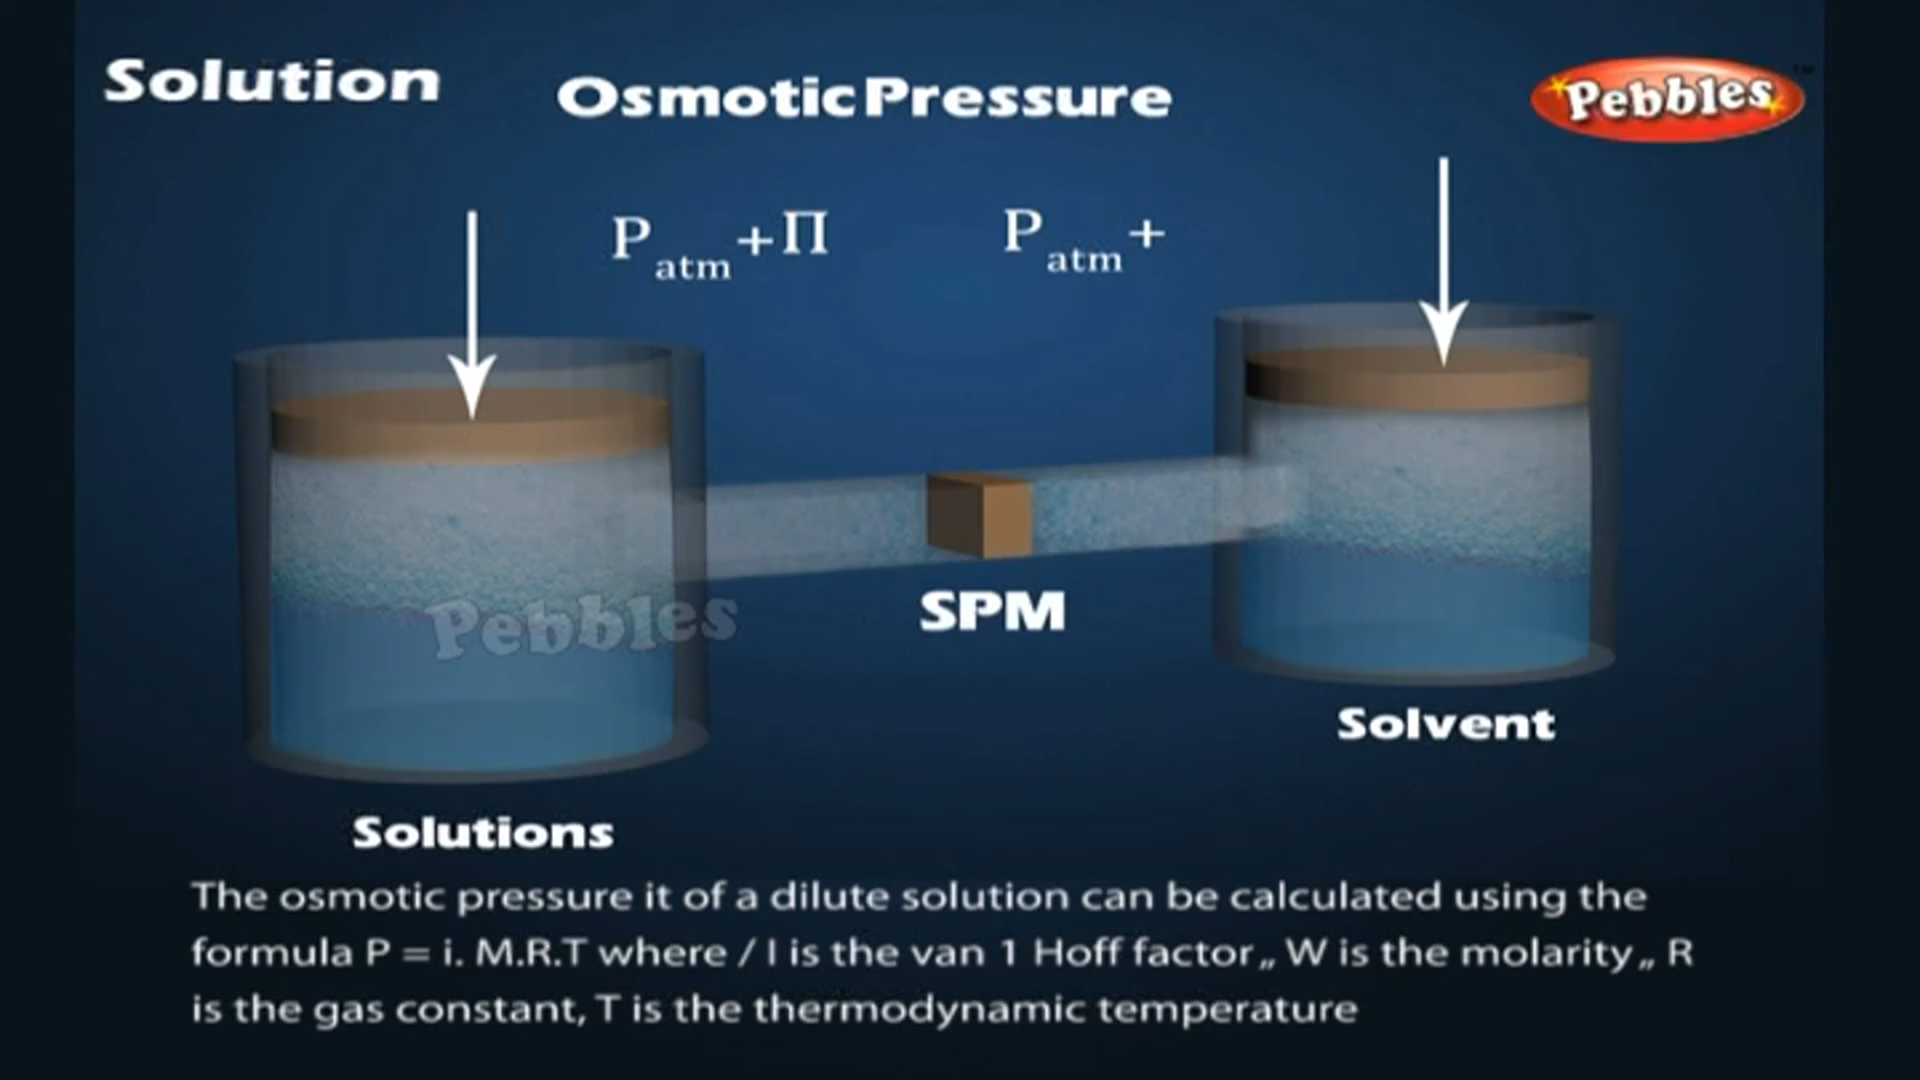 Solution
Osmotic Pressure
Pebbles
TM
P atm +Π
P atm +
SPM
Pebbles
Solvent
Solutions
The osmotic pressure it of a dilute solution can be calculated using the
formula P = i. M.R.T where / I is the van 1 Hoff factor,, W is the molarity,, R
is the gas constant, T is the thermodynamic temperature